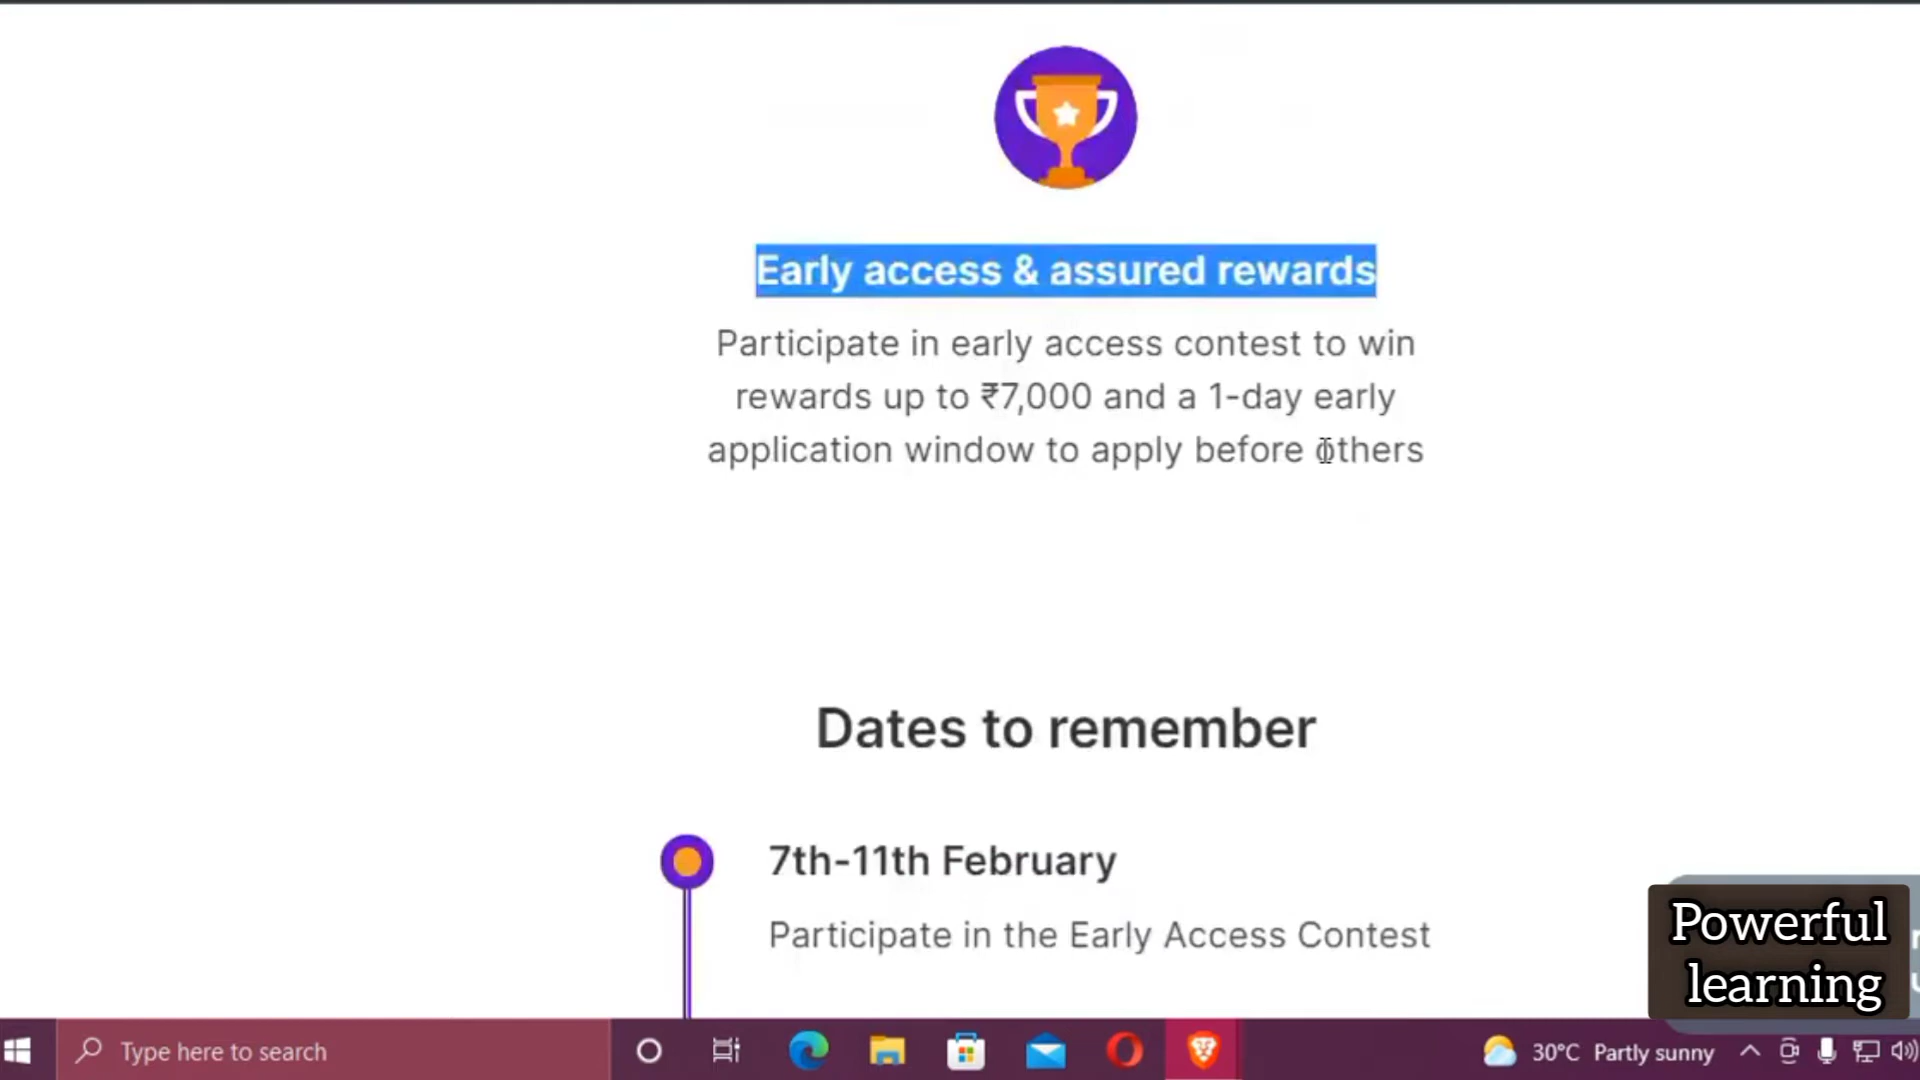 Early access & assured rewards
Participate in early access contest to win
rewards up to ₹7,000 and a 1-day early
application window to apply before others
Dates to remember
7th-11th February
Participate in the Early Access Contest
Powerful
learning
Type here to search
30°C Partly sunny